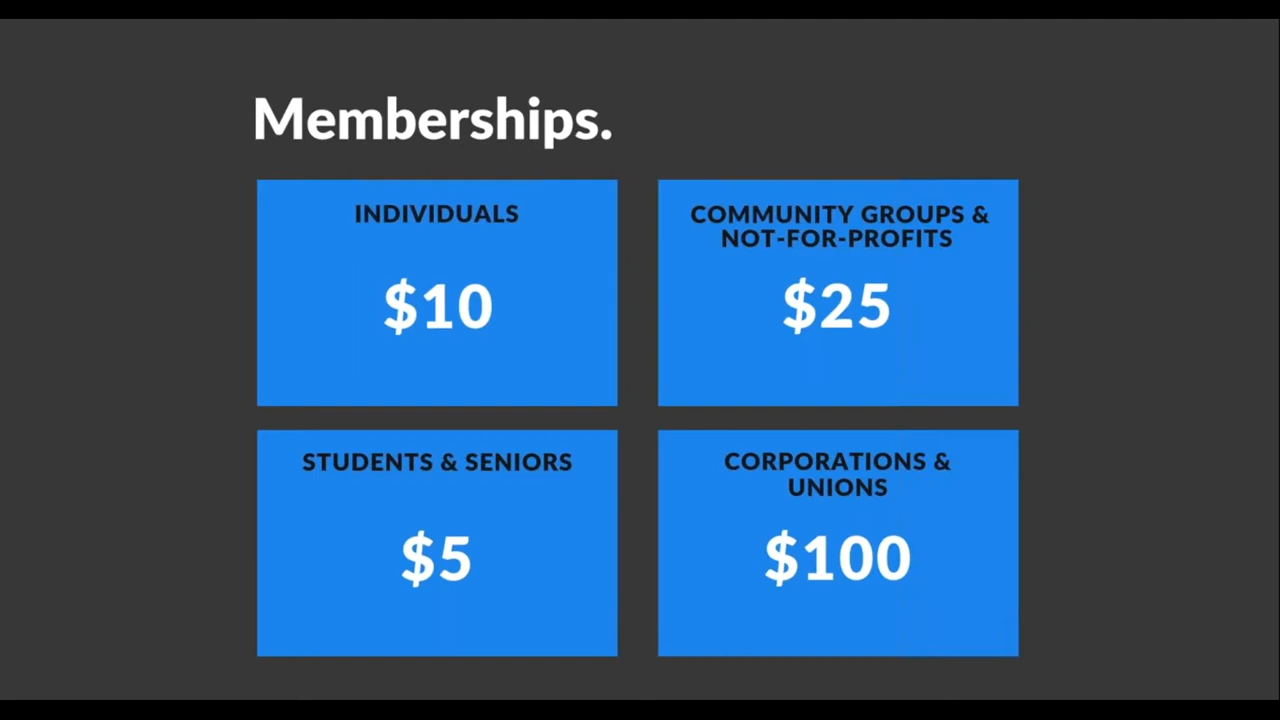 Memberships.
INDIVIDUALS
$10
COMMUNITY GROUPS &
NOT-FOR-PROFITS
$25
STUDENTS & SENIORS
$5
CORPORATIONS &
UNIONS
$100